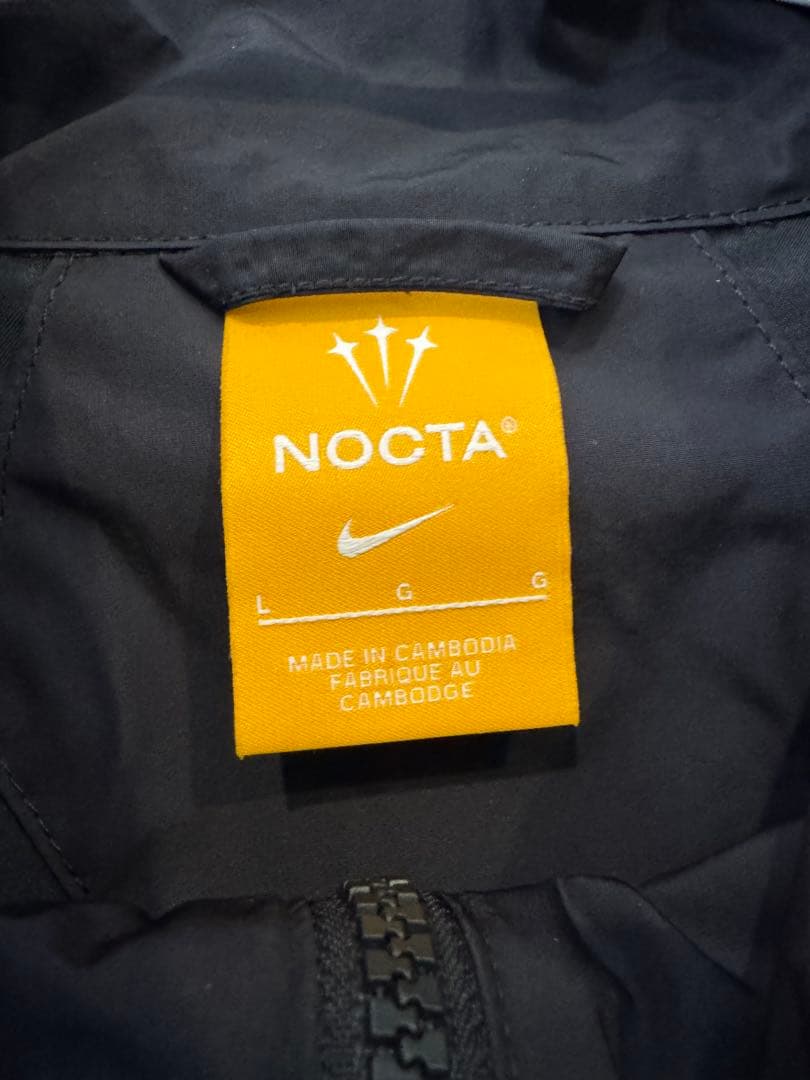 NOCTA®
L G G
MADE IN CAMBODIA
FABRIQUE AU
CAMBODGE